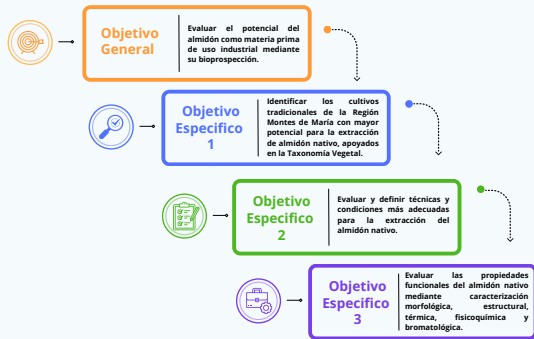 Objetivo
General
Evaluar el potencial del
almidón como materia prima
de uso industrial mediante
su bioprospección.
Objetivo
Especifico
1
Identificar los cultivos
tradicionales de la Región
Montes de María con mayor
potencial para la extracción
de almidón nativo, apoyados
en la Taxonomía Vegetal.
Objetivo
Especifico
2
Evaluar y definir técnicas y
condiciones más adecuadas
para la extracción del
almidón nativo.
Objetivo
Especifico
3
Evaluar las propiedades
funcionales del almidón nativo
mediante caracterización
morfológica, estructural,
térmica, fisicoquímica y
bromatológica.